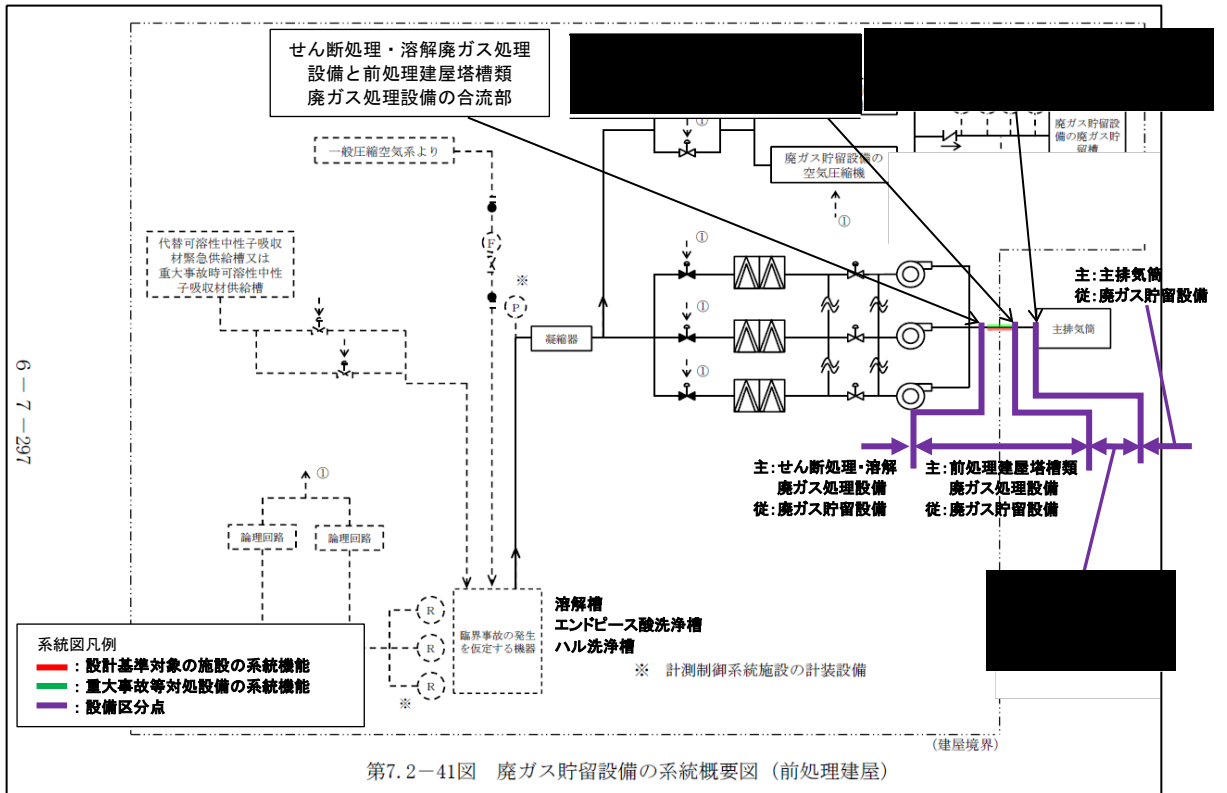 せん断処理・溶解廃ガス処理
設備と前処理建屋塔槽類
廃ガス処理設備の合流部
一般圧縮空気系より
①
廃ガス貯留設備の
空気圧縮機
①
廃ガス貯留設
備の廃ガス貯
留槽
代替可溶性中性子吸収
材緊急供給槽又は
重大事故時可溶性中性
子吸収材供給槽
F
※
P
凝縮器
①
①
①
主:主排気筒
従:廃ガス貯留設備
主排気筒
主:せん断処理・溶解
廃ガス処理設備
従:廃ガス貯留設備
主:前処理建屋塔槽類
廃ガス処理設備
従:廃ガス貯留設備
6-7-297
①
論理回路
論理回路
R
R
R
※
臨界事故の発生
を仮定する機器
溶解槽
エンドピース酸洗浄槽
ハル洗浄槽
※ 計測制御系統施設の計装設備
系統図凡例
:設計基準対象の施設の系統機能
:重大事故等対処設備の系統機能
:設備区分点
(建屋境界)
第7.2-41図 廃ガス貯留設備の系統概要図(前処理建屋)